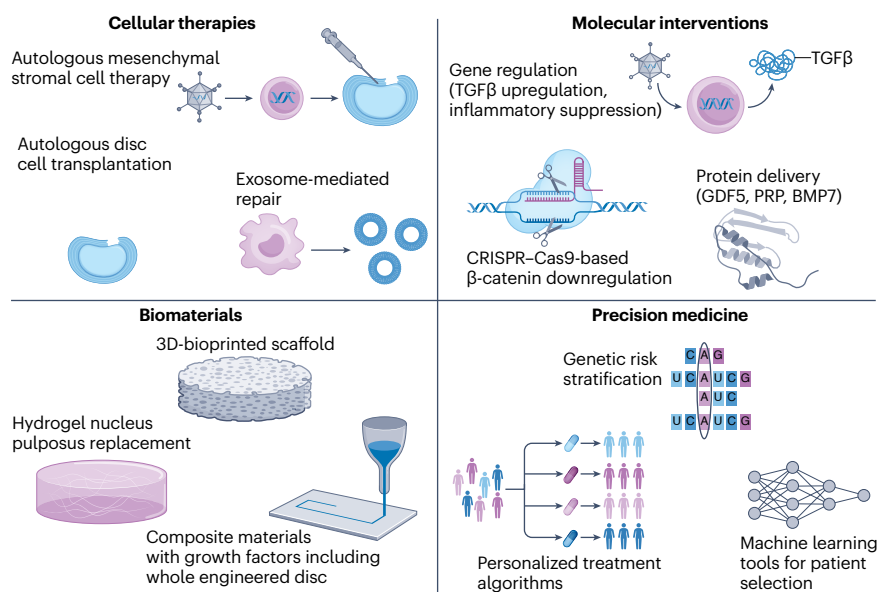 Cellular therapies
Autologous mesenchymal
stromal cell therapy
Autologous disc
cell transplantation
Exosome-mediated
repair
Molecular interventions
Gene regulation
(TGFβ upregulation,
inflammatory suppression)
TGFβ
CRISPR–Cas9-based
β-catenin downregulation
Protein delivery
(GDF5, PRP, BMP7)
Biomaterials
3D-bioprinted scaffold
Hydrogel nucleus
pulposus replacement
Composite materials
with growth factors including
whole engineered disc
Precision medicine
Genetic risk
stratification
C A G
U C A U C G
A U C
U C A U C G
Personalized treatment
algorithms
Machine learning
tools for patient
selection